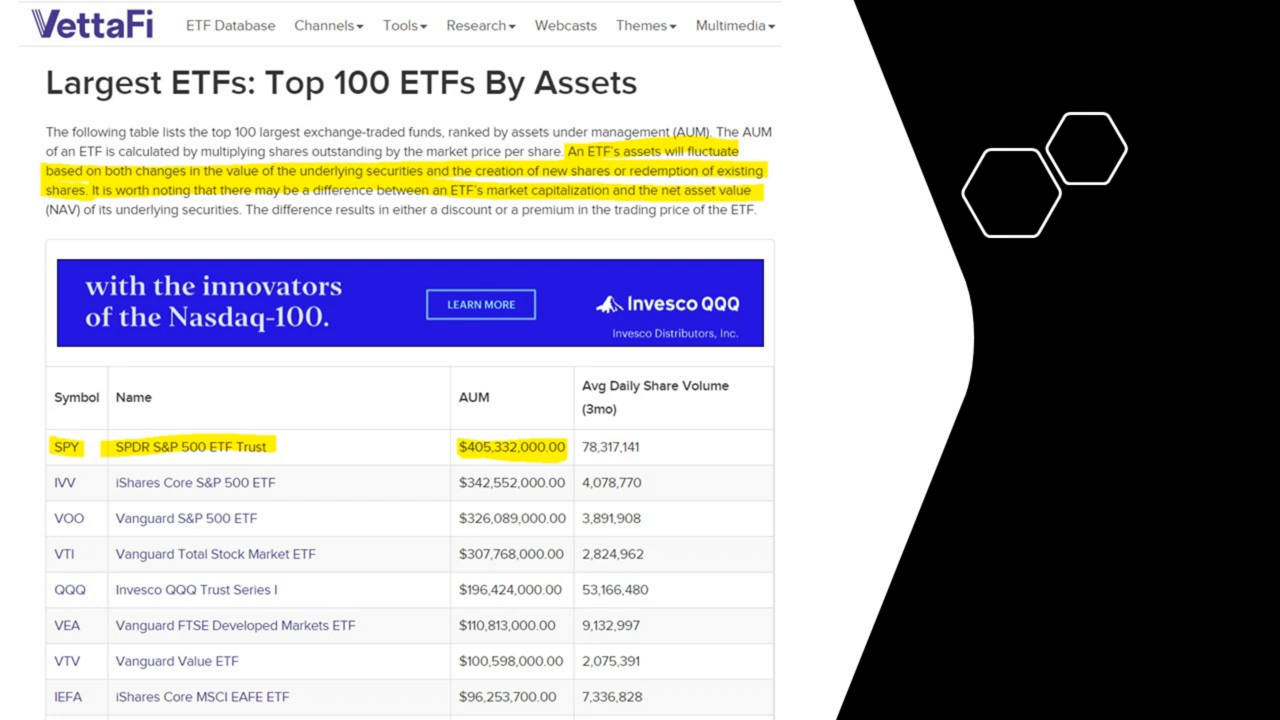 VettaFi ETF Database Channels Tools Research Webcasts Themes Multimedia
Largest ETFs: Top 100 ETFs By Assets
The following table lists the top 100 largest exchange-traded funds, ranked by assets under management (AUM). The AUM
of an ETF is calculated by multiplying shares outstanding by the market price per share. An ETF's assets will fluctuate
based on both changes in the value of the underlying securities and the creation of new shares or redemption of existing
shares. It is worth noting that there may be a difference between an ETF's market capitalization and the net asset value
(NAV) of its underlying securities. The difference results in either a discount or a premium in the trading price of the ETF.
with the innovators
of the Nasdaq-100.
LEARN MORE
Invesco QQQ
Invesco Distributors, Inc.
Symbol Name AUM Avg Daily Share Volume
(3mo)
SPY SPDR S&P 500 ETF Trust $405,332,000.00 78,317,141
IVV iShares Core S&P 500 ETF $342,552,000.00 4,078,770
VOO Vanguard S&P 500 ETF $326,089,000.00 3,891,908
VTI Vanguard Total Stock Market ETF $307,768,000.00 2,824,962
QQQ Invesco QQQ Trust Series I $196,424,000.00 53,166,480
VEA Vanguard FTSE Developed Markets ETF $110,813,000.00 9,132,997
VTV Vanguard Value ETF $100,598,000.00 2,075,391
IEFA iShares Core MSCI EAFE ETF $96,253,700.00 7,336,828